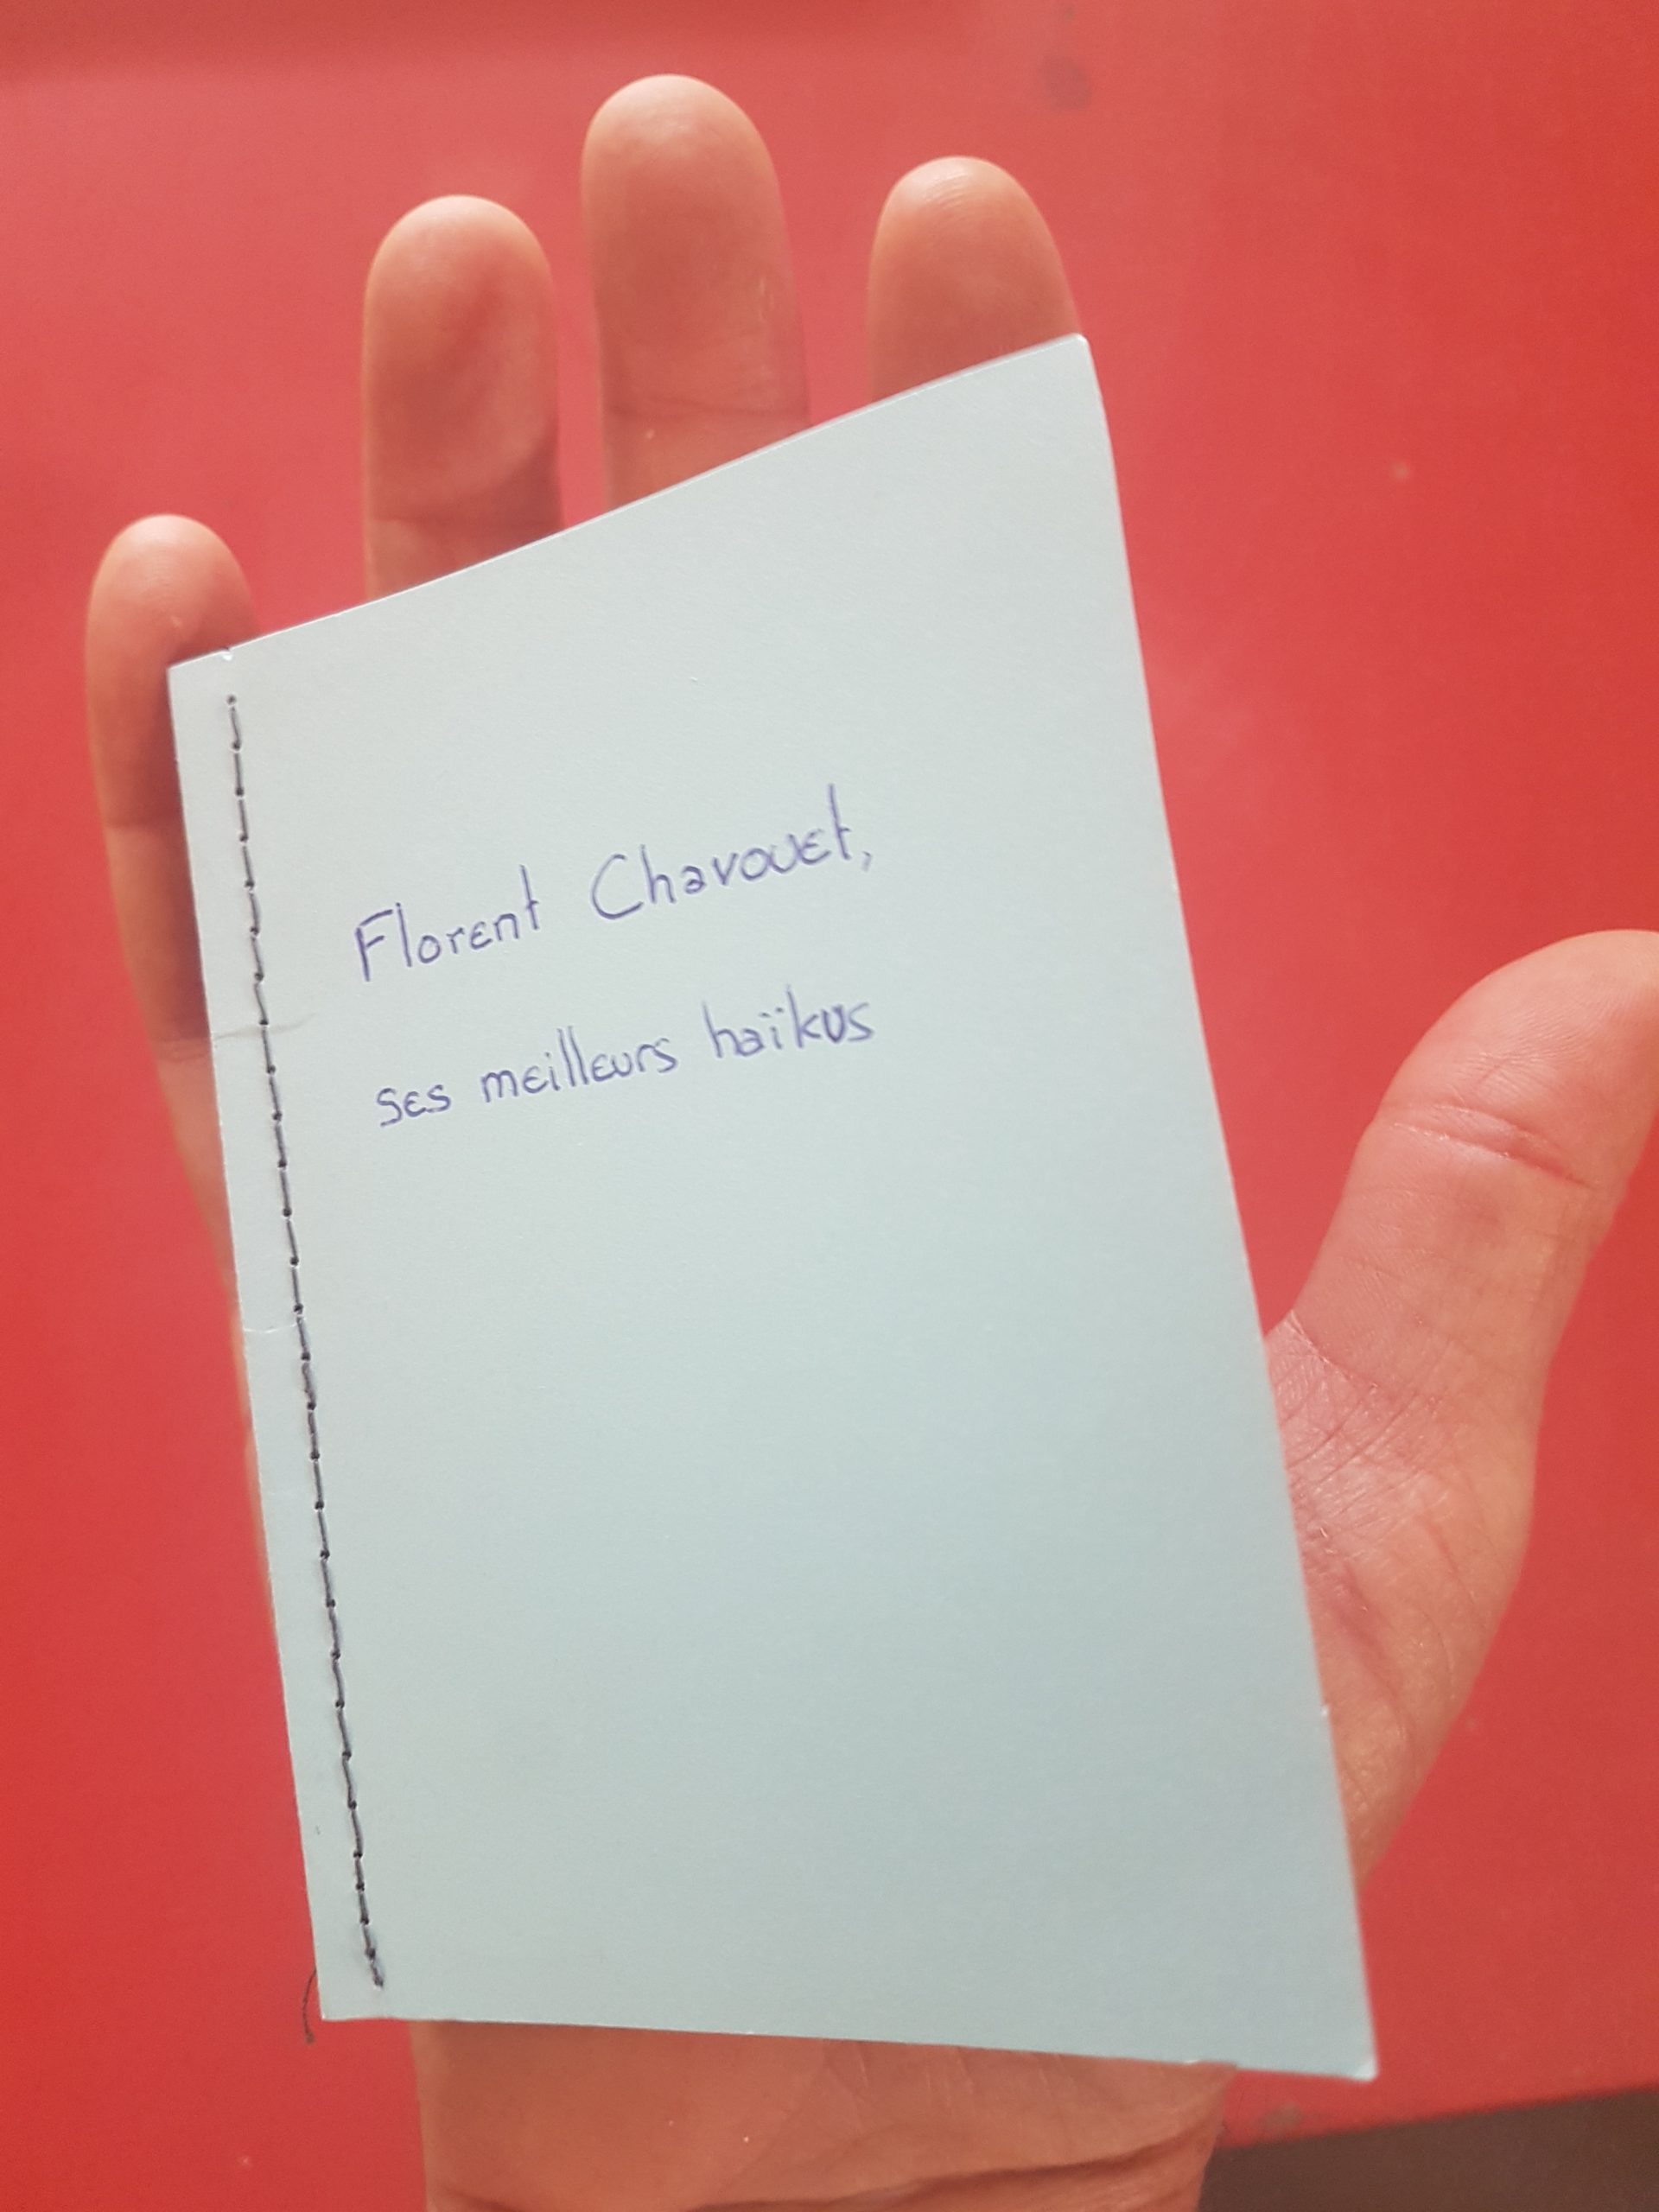 Florent Chavouet,
ses meilleurs haïkus